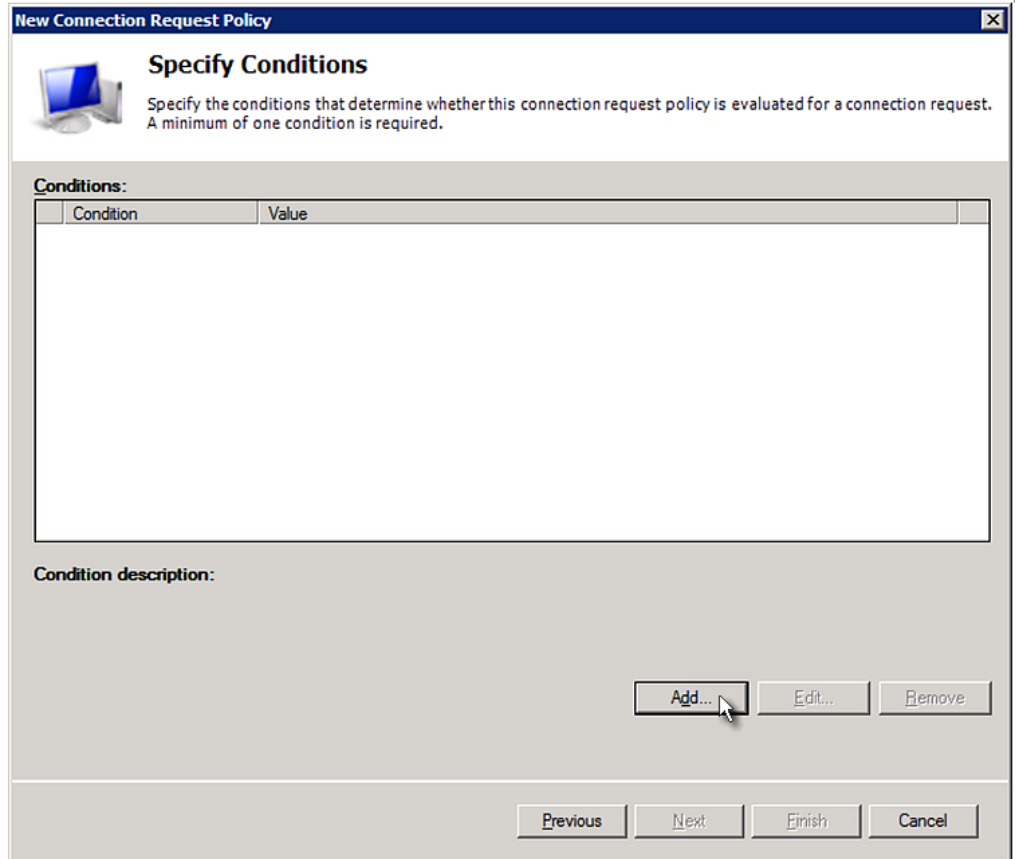 New Connection Request Policy
Specify Conditions
Specify the conditions that determine whether this connection request policy is evaluated for a connection request.
A minimum of one condition is required.
Conditions:
Condition Value
Condition description:
Add... Edit... Remove
Previous Next Finish Cancel